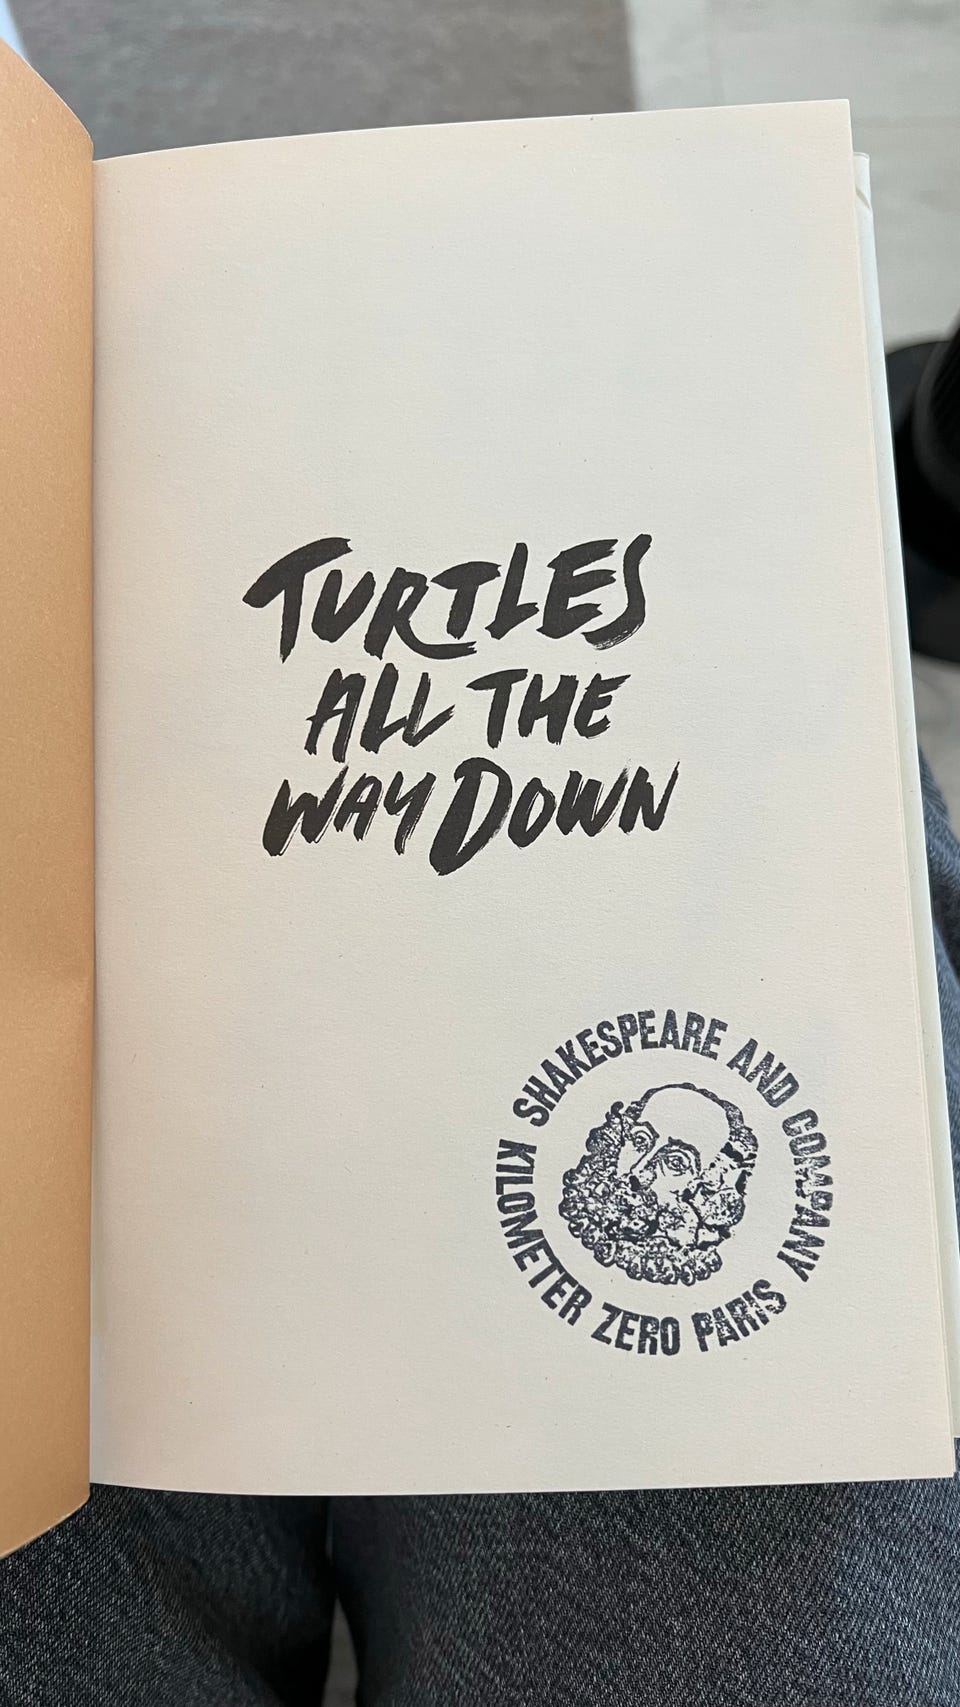 TURTLES
ALL THE
WAY DOWN
SHAKESPEARE AND COMPANY
KILOMETER ZERO PARIS